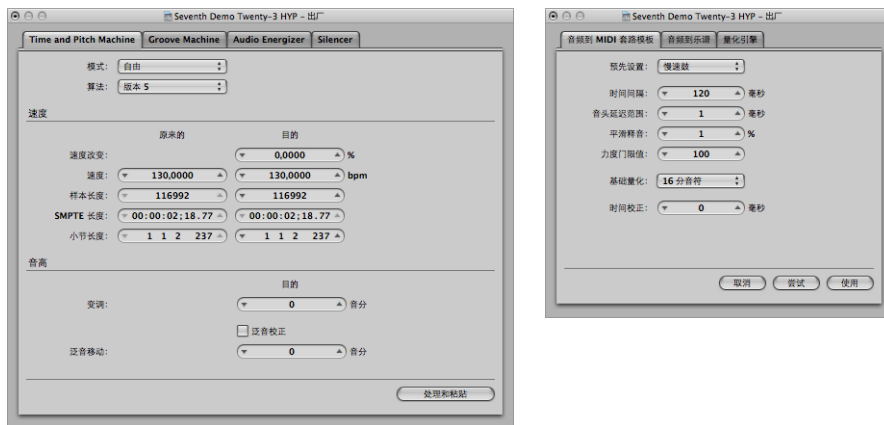 Seventh Demo Twenty-3 HYP – 出厂
Time and Pitch Machine Groove Machine Audio Energizer Silencer
模式: 自由
算法: 版本 5
速度
原来的 目的
速度改变: 0,0000 %
速度: 130,0000 130,0000 bpm
样本长度: 116992 116992
SMPTE 长度: 00:00:02;18.77 00:00:02;18.77
小节长度: 1 1 2 237 1 1 2 237
音高
目的
变调: 0 音分
泛音校正
泛音移动: 0 音分
处理和粘贴
Seventh Demo Twenty-3 HYP – 出厂
音频到 MIDI 套路模板 音频到乐谱 量化引擎
预先设置: 慢速鼓
时间间隔: 120 毫秒
音头延迟范围: 1 毫秒
平滑释音: 1 %
力度门限值: 100
基础量化: 16 分音符
时间校正: 0 毫秒
取消 尝试 使用